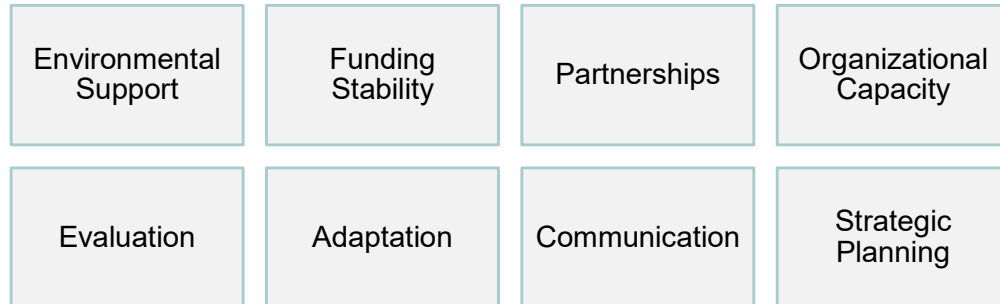 Environmental
Support
Funding
Stability
Partnerships
Organizational
Capacity
Evaluation
Adaptation
Communication
Strategic
Planning